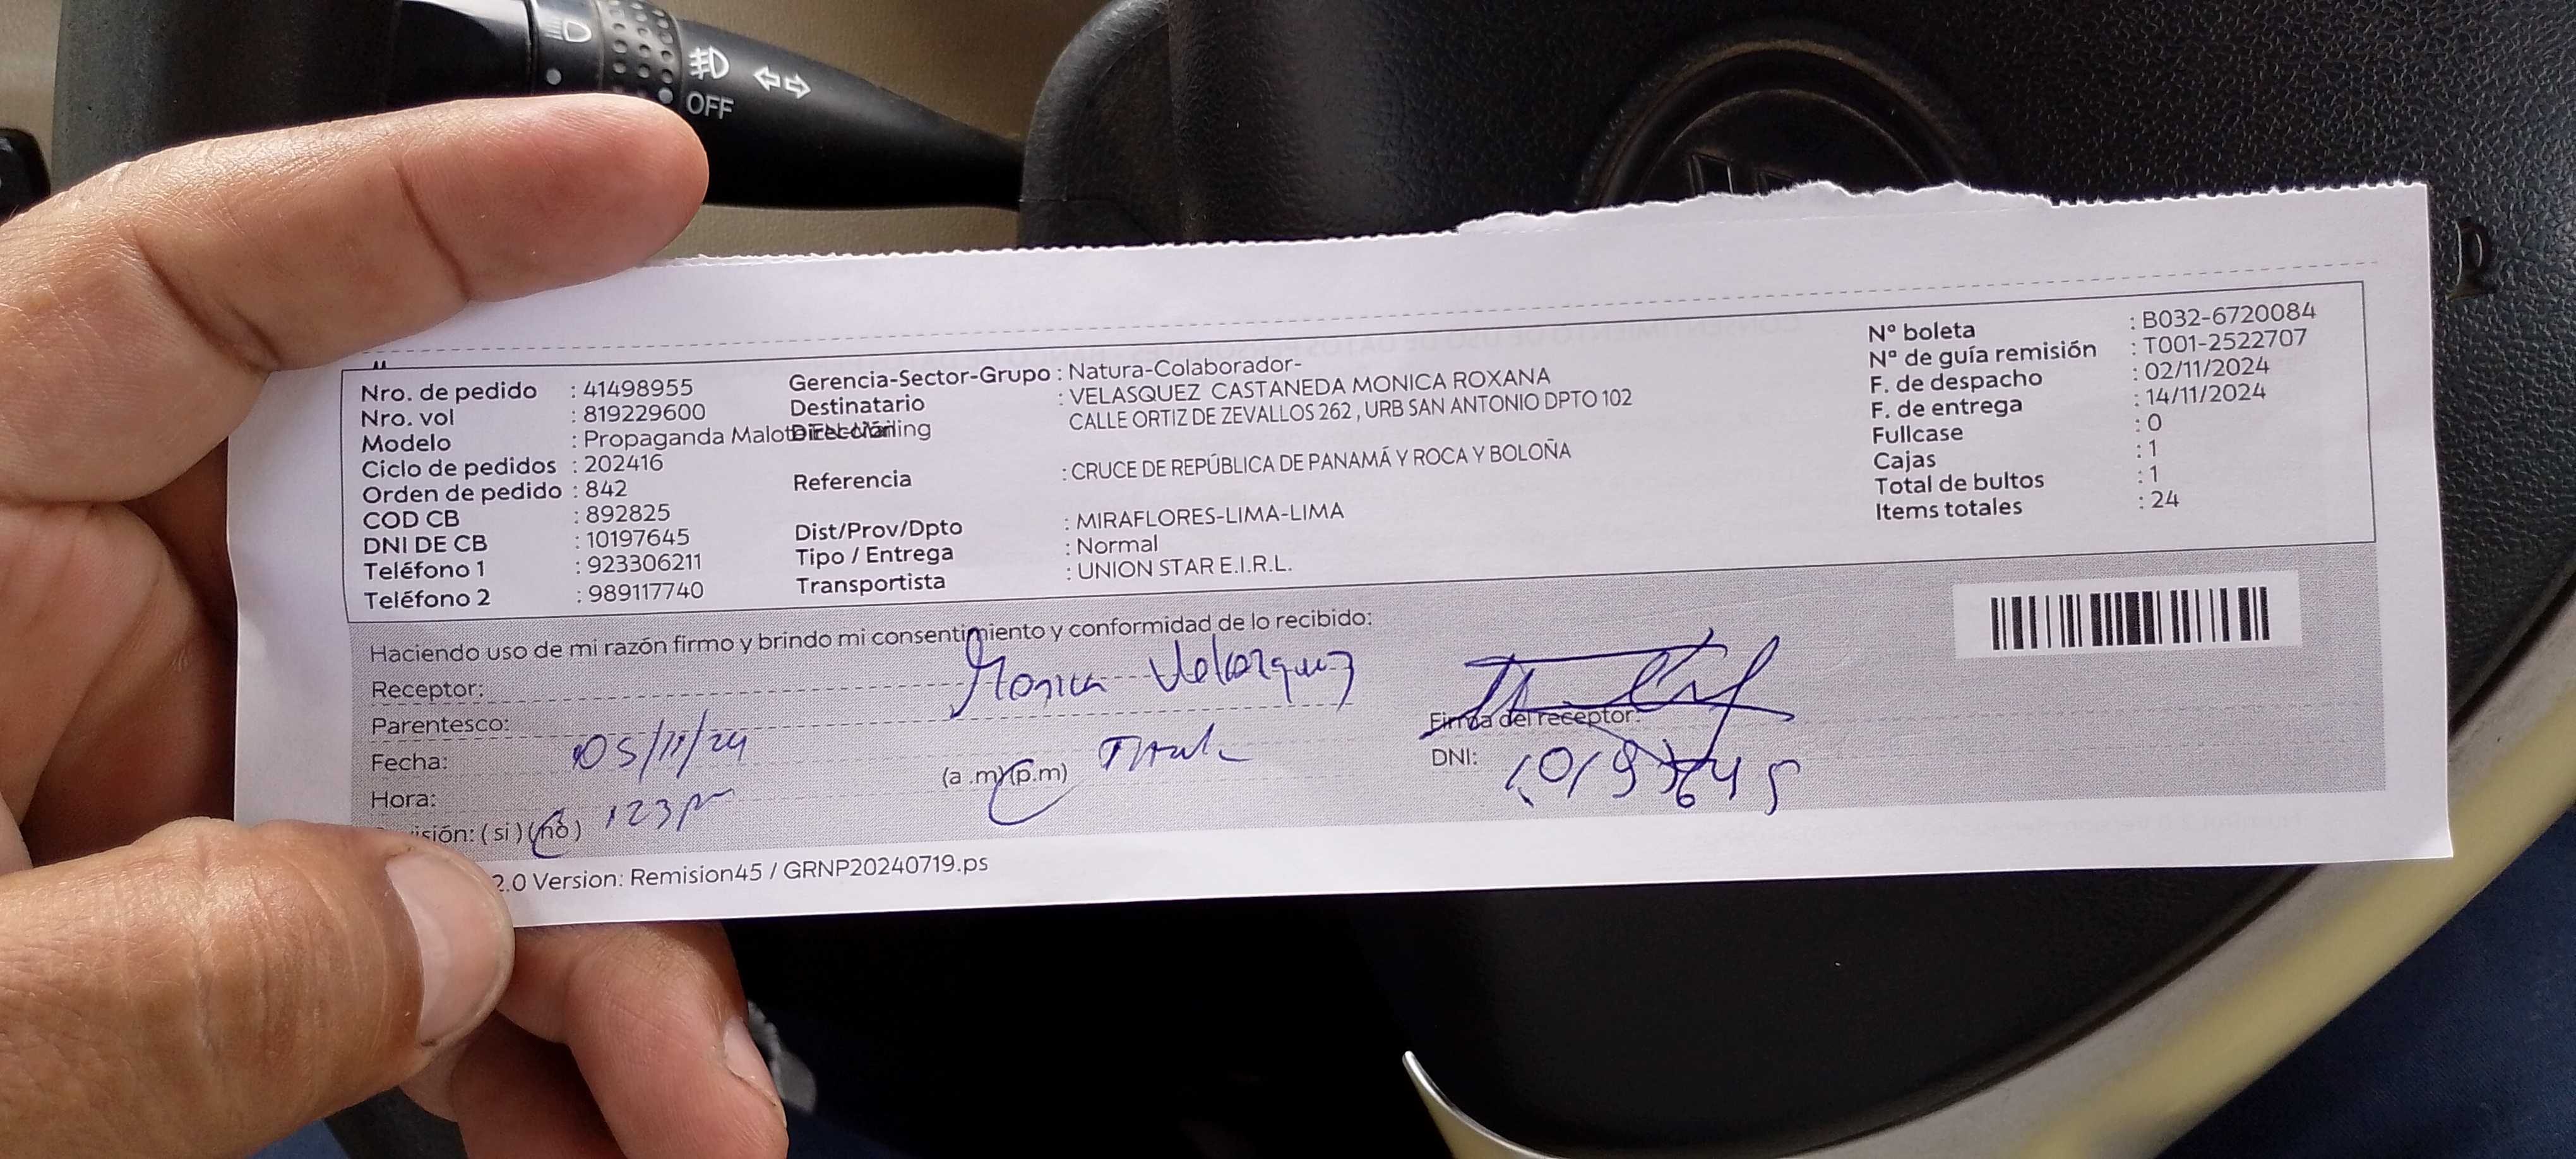 OFF
Nro. de pedido : 41498955
Nro. vol : 819229600
Modelo : Propaganda
Ciclo de pedidos : 202416
Orden de pedido : 842
COD CB : 892825
DNI DE CB : 10197645
Teléfono 1 : 923306211
Teléfono 2 : 989117740
Gerencia-Sector-Grupo : Natura-Colaborador-
Destinatario : VELASQUEZ CASTANEDA MONICA ROXANA
Dirección CALLE ORTIZ DE ZEVALLOS 262 , URB SAN ANTONIO DPTO 102
Referencia : CRUCE DE REPÚBLICA DE PANAMÁ Y ROCA Y BOLOÑA
Dist/Prov/Dpto : MIRAFLORES-LIMA-LIMA
Tipo / Entrega : Normal
Transportista : UNION STAR E.I.R.L.
Nº boleta : B032-6720084
Nº de guía remisión : T001-2522707
F. de despacho : 02/11/2024
F. de entrega : 14/11/2024
Fullcase : 0
Cajas : 1
Total de bultos : 1
Items totales : 24
Haciendo uso de mi razón firmo y brindo mi consentimiento y conformidad de lo recibido:
Receptor: Monica Velasquez
Parentesco:
Firma del receptor:
Fecha: 05/11/24
(a .m) (p.m)
DNI: 10197645
Hora: 123 pm
isión: ( si ) ( no )
2.0 Version: Remision45 / GRNP20240719.ps